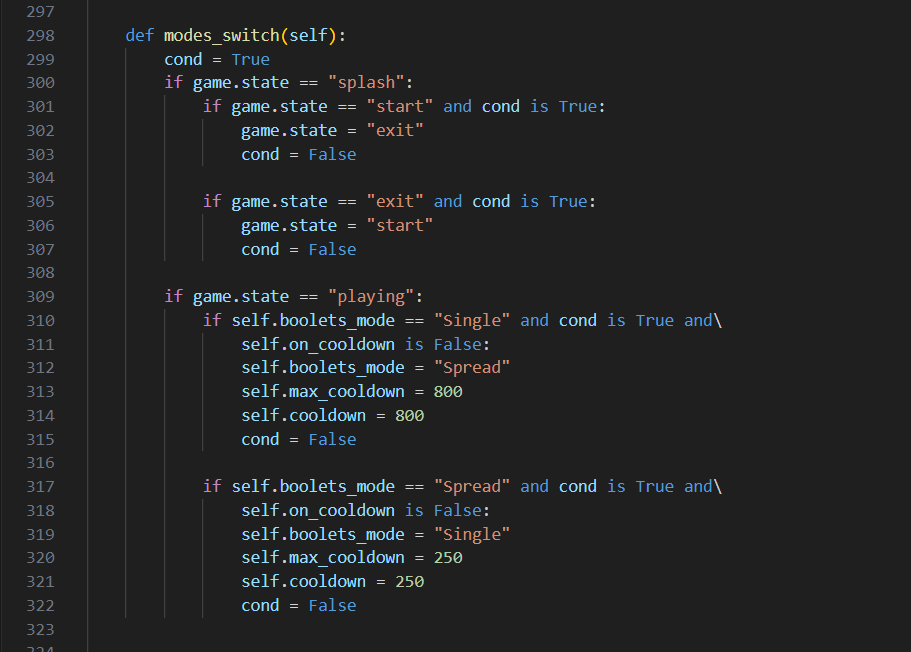 297
298 def modes_switch(self):
299 cond = True
300 if game.state == "splash":
301 if game.state == "start" and cond is True:
302 game.state = "exit"
303 cond = False
304
305 if game.state == "exit" and cond is True:
306 game.state = "start"
307 cond = False
308
309 if game.state == "playing":
310 if self.boolets_mode == "Single" and cond is True and\
311 self.on_cooldown is False:
312 self.boolets_mode = "Spread"
313 self.max_cooldown = 800
314 self.cooldown = 800
315 cond = False
316
317 if self.boolets_mode == "Spread" and cond is True and\
318 self.on_cooldown is False:
319 self.boolets_mode = "Single"
320 self.max_cooldown = 250
321 self.cooldown = 250
322 cond = False
323
324